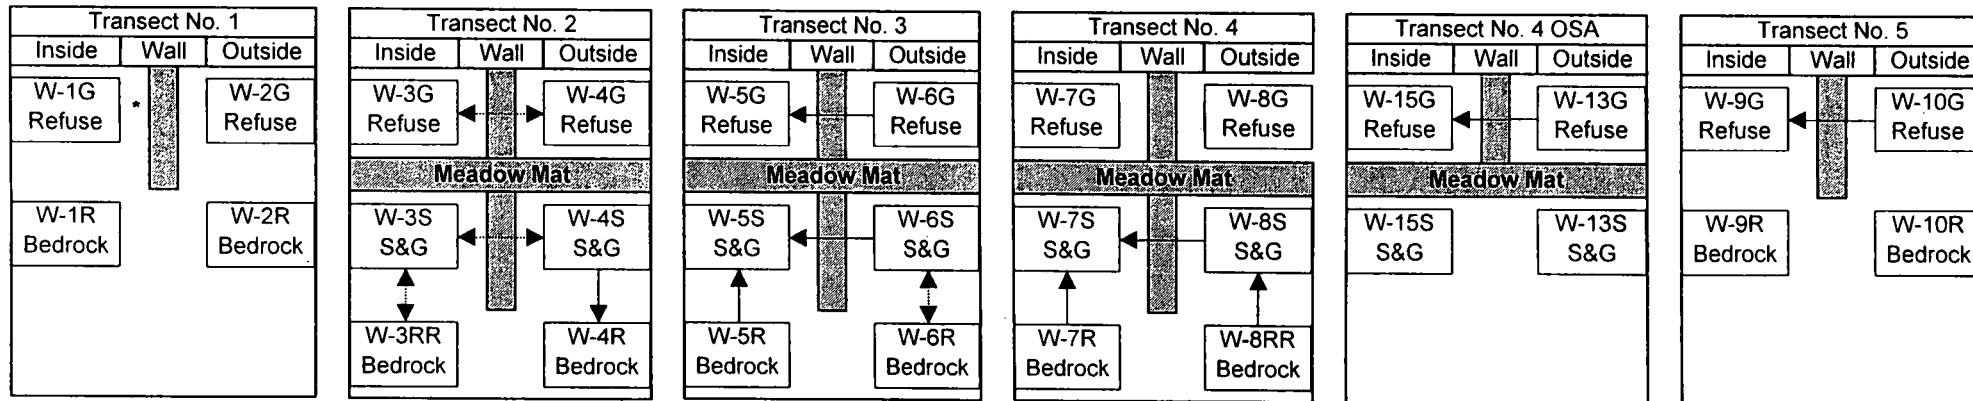 Transect No. 1
Inside Wall Outside
W-1G
Refuse
*
W-2G
Refuse
W-1R
Bedrock
W-2R
Bedrock
Transect No. 2
Inside Wall Outside
W-3G
Refuse
W-4G
Refuse
Meadow Mat
W-3S
S&G
W-4S
S&G
W-3RR
Bedrock
W-4R
Bedrock
Transect No. 3
Inside Wall Outside
W-5G
Refuse
W-6G
Refuse
Meadow Mat
W-5S
S&G
W-6S
S&G
W-5R
Bedrock
W-6R
Bedrock
Transect No. 4
Inside Wall Outside
W-7G
Refuse
W-8G
Refuse
Meadow Mat
W-7S
S&G
W-8S
S&G
W-7R
Bedrock
W-8RR
Bedrock
Transect No. 4 OSA
Inside Wall Outside
W-15G
Refuse
W-13G
Refuse
Meadow Mat
W-15S
S&G
W-13S
S&G
Transect No. 5
Inside Wall Outside
W-9G
Refuse
W-10G
Refuse
W-9R
Bedrock
W-10R
Bedrock